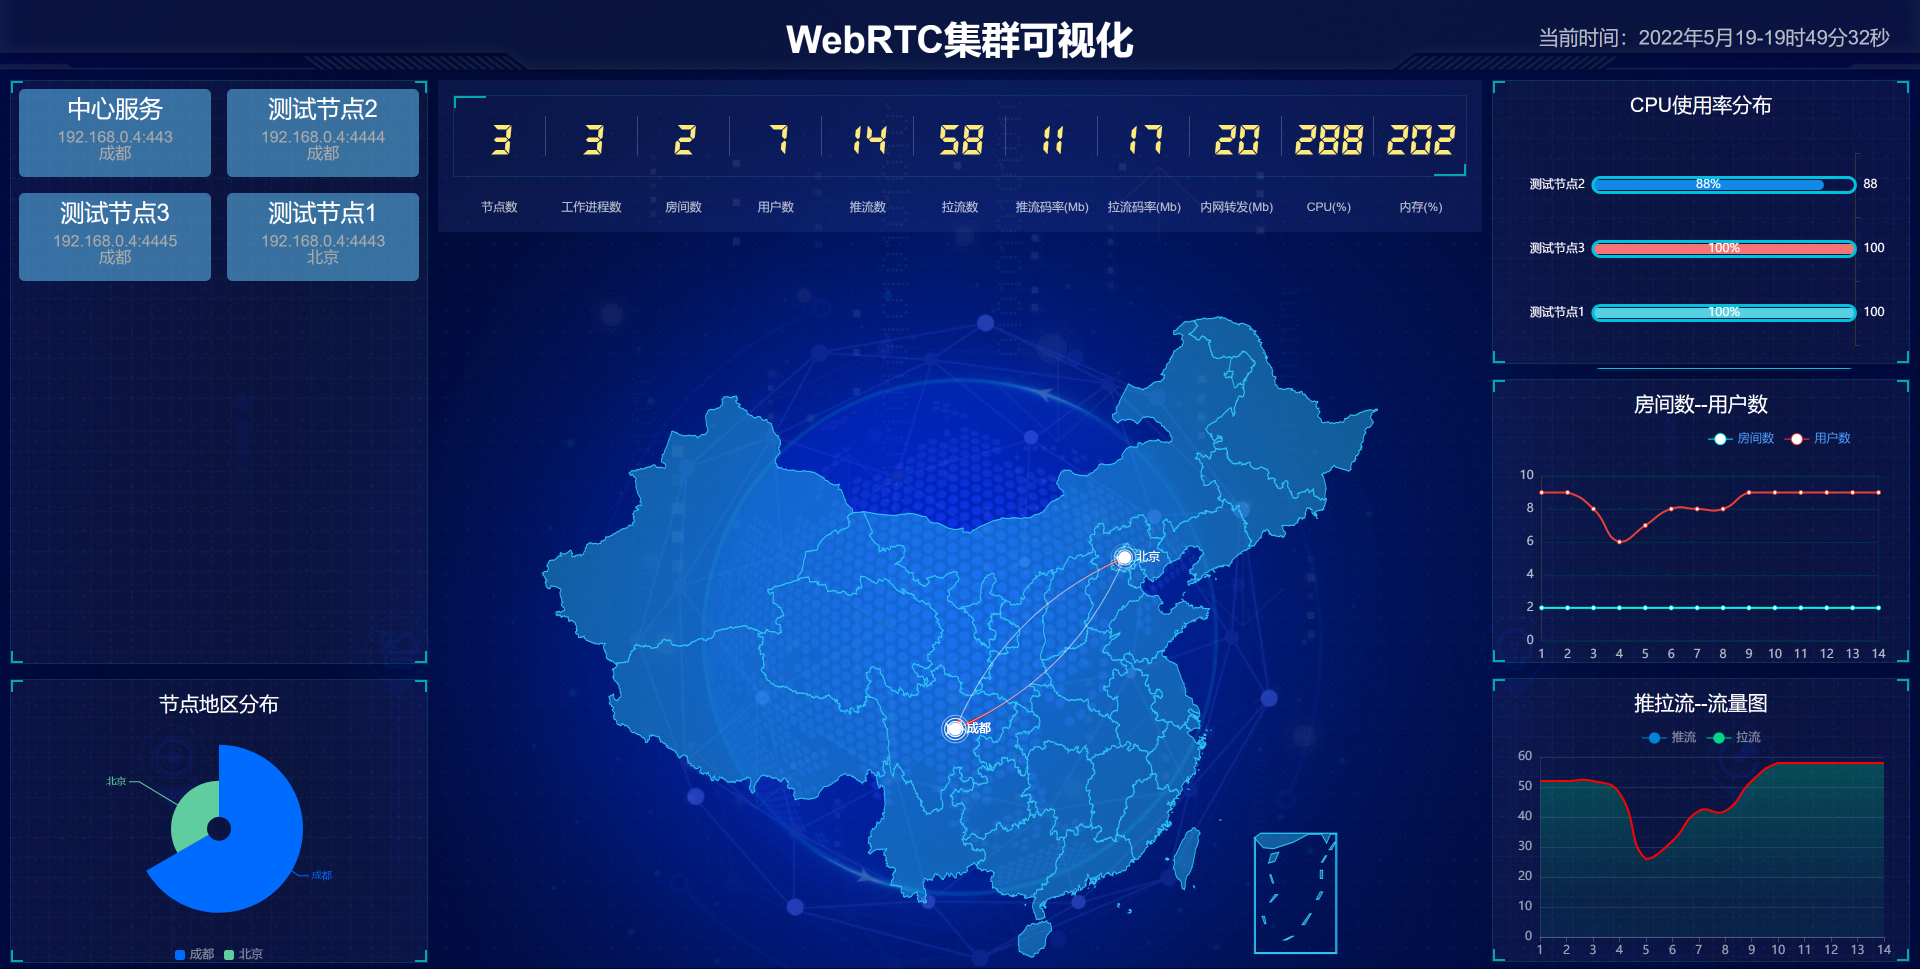 WebRTC集群可视化
当前时间：2022年5月19-19时49分32秒
中心服务
192.168.0.4:443
成都
测试节点2
192.168.0.4:4444
成都
测试节点3
192.168.0.4:4445
成都
测试节点1
192.168.0.4:4443
北京
节点地区分布
北京
成都
成都 北京
3 3 2 7 14 58 11 17 20 288 202
节点数 工作进程数 房间数 用户数 推流数 拉流数 推流码率(Mb) 拉流码率(Mb) 内网转发(Mb) CPU(%) 内存(%)
北京
成都
CPU使用率分布
测试节点2 88% 88
测试节点3 100% 100
测试节点1 100% 100
房间数--用户数
房间数 用户数
10
8
6
4
2
0
1 2 3 4 5 6 7 8 9 10 11 12 13 14
推拉流--流量图
推流 拉流
60
50
40
30
20
10
0
1 2 3 4 5 6 7 8 9 10 11 12 13 14